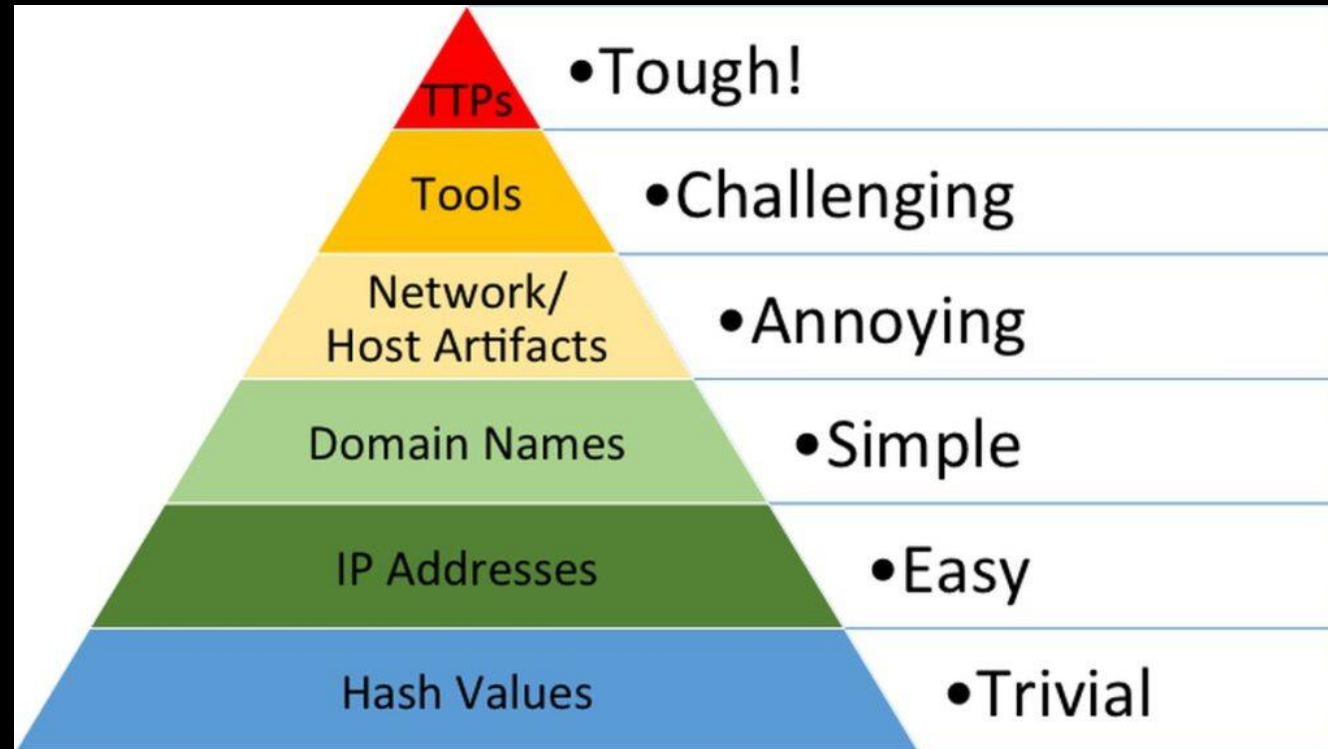 TTPs
•Tough!
Tools
•Challenging
Network/
Host Artifacts
•Annoying
Domain Names
•Simple
IP Addresses
•Easy
Hash Values
•Trivial